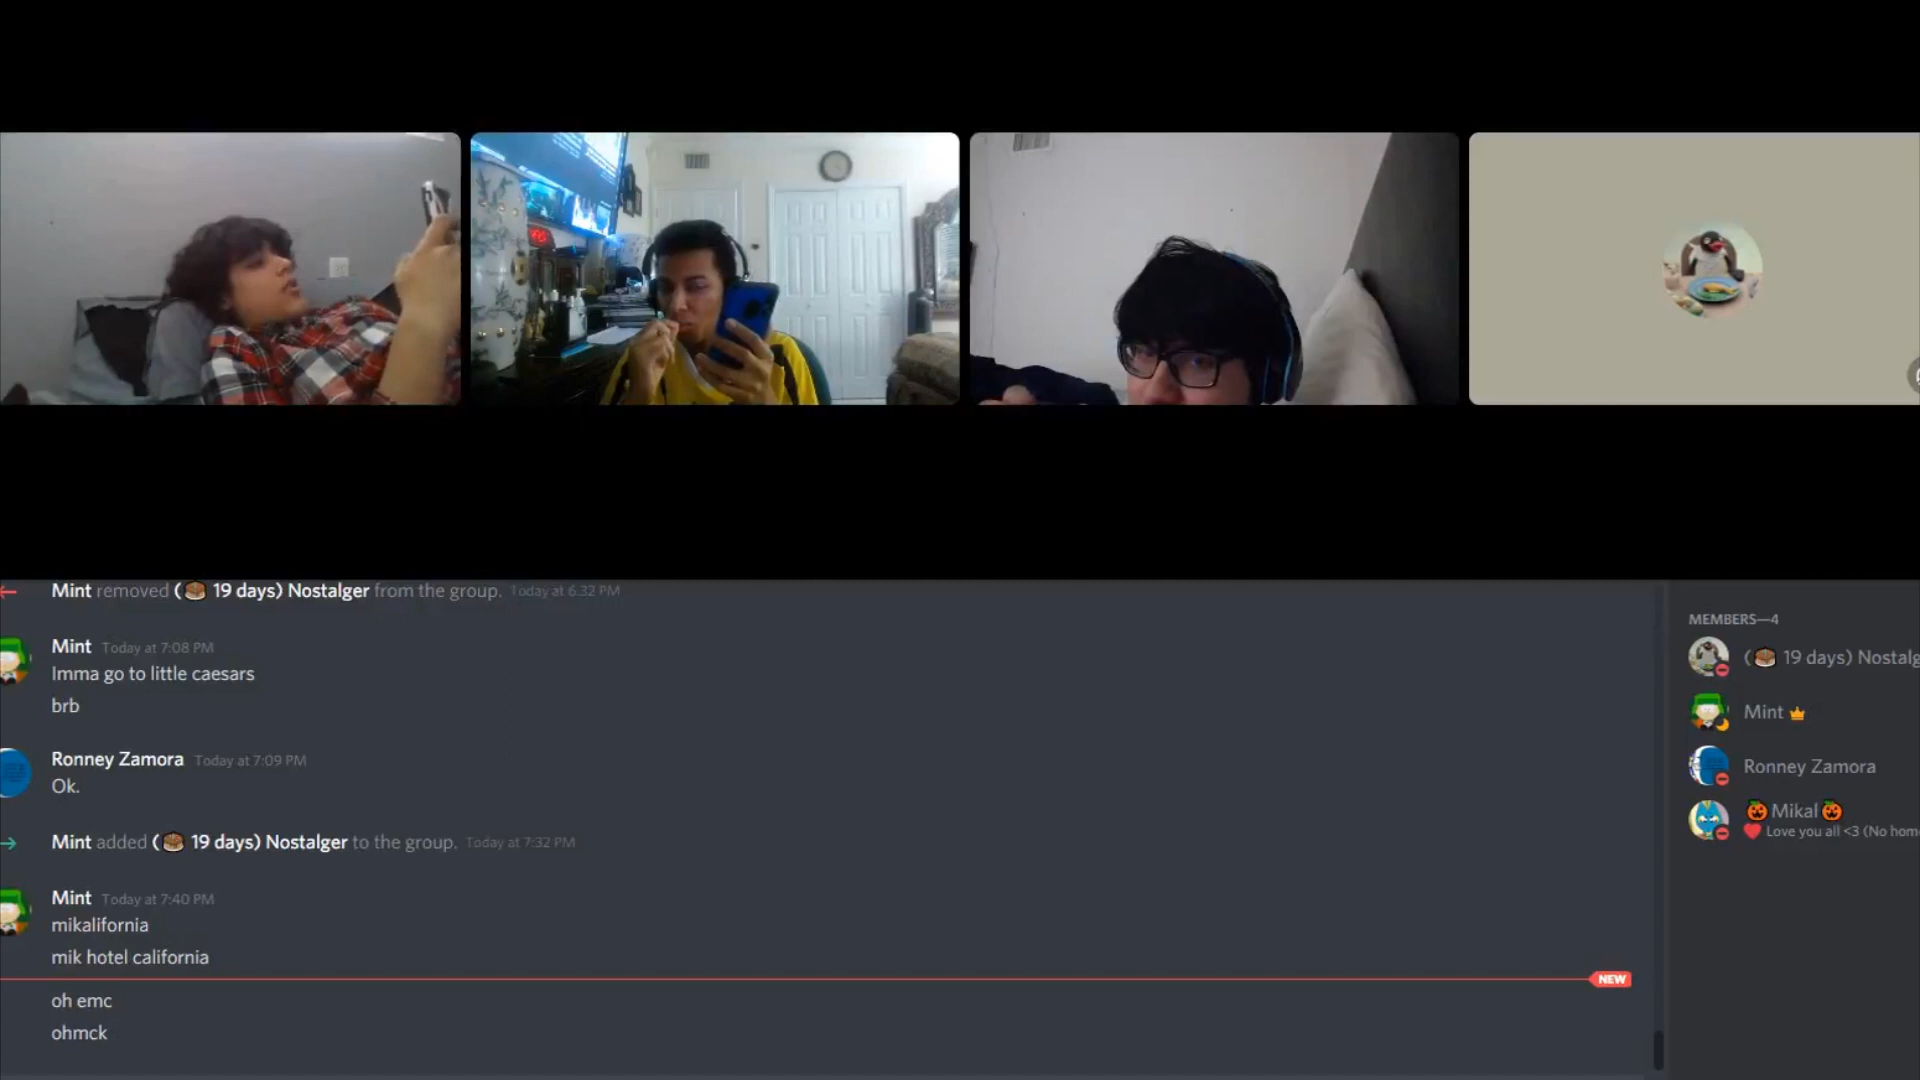 Mint removed (🥞 19 days) Nostalger from the group. Today at 6:32 PM
Mint Today at 7:08 PM
Imma go to little caesars
brb
Ronney Zamora Today at 7:09 PM
Ok.
Mint added (🥞 19 days) Nostalger to the group. Today at 7:32 PM
Mint Today at 7:40 PM
mikalifornia
mik hotel california
NEW
oh emc
ohmck
MEMBERS—4
(🥞 19 days) Nostalg
Mint
Ronney Zamora
🎃 Mikal 🎃
❤️ Love you all <3 (No hom